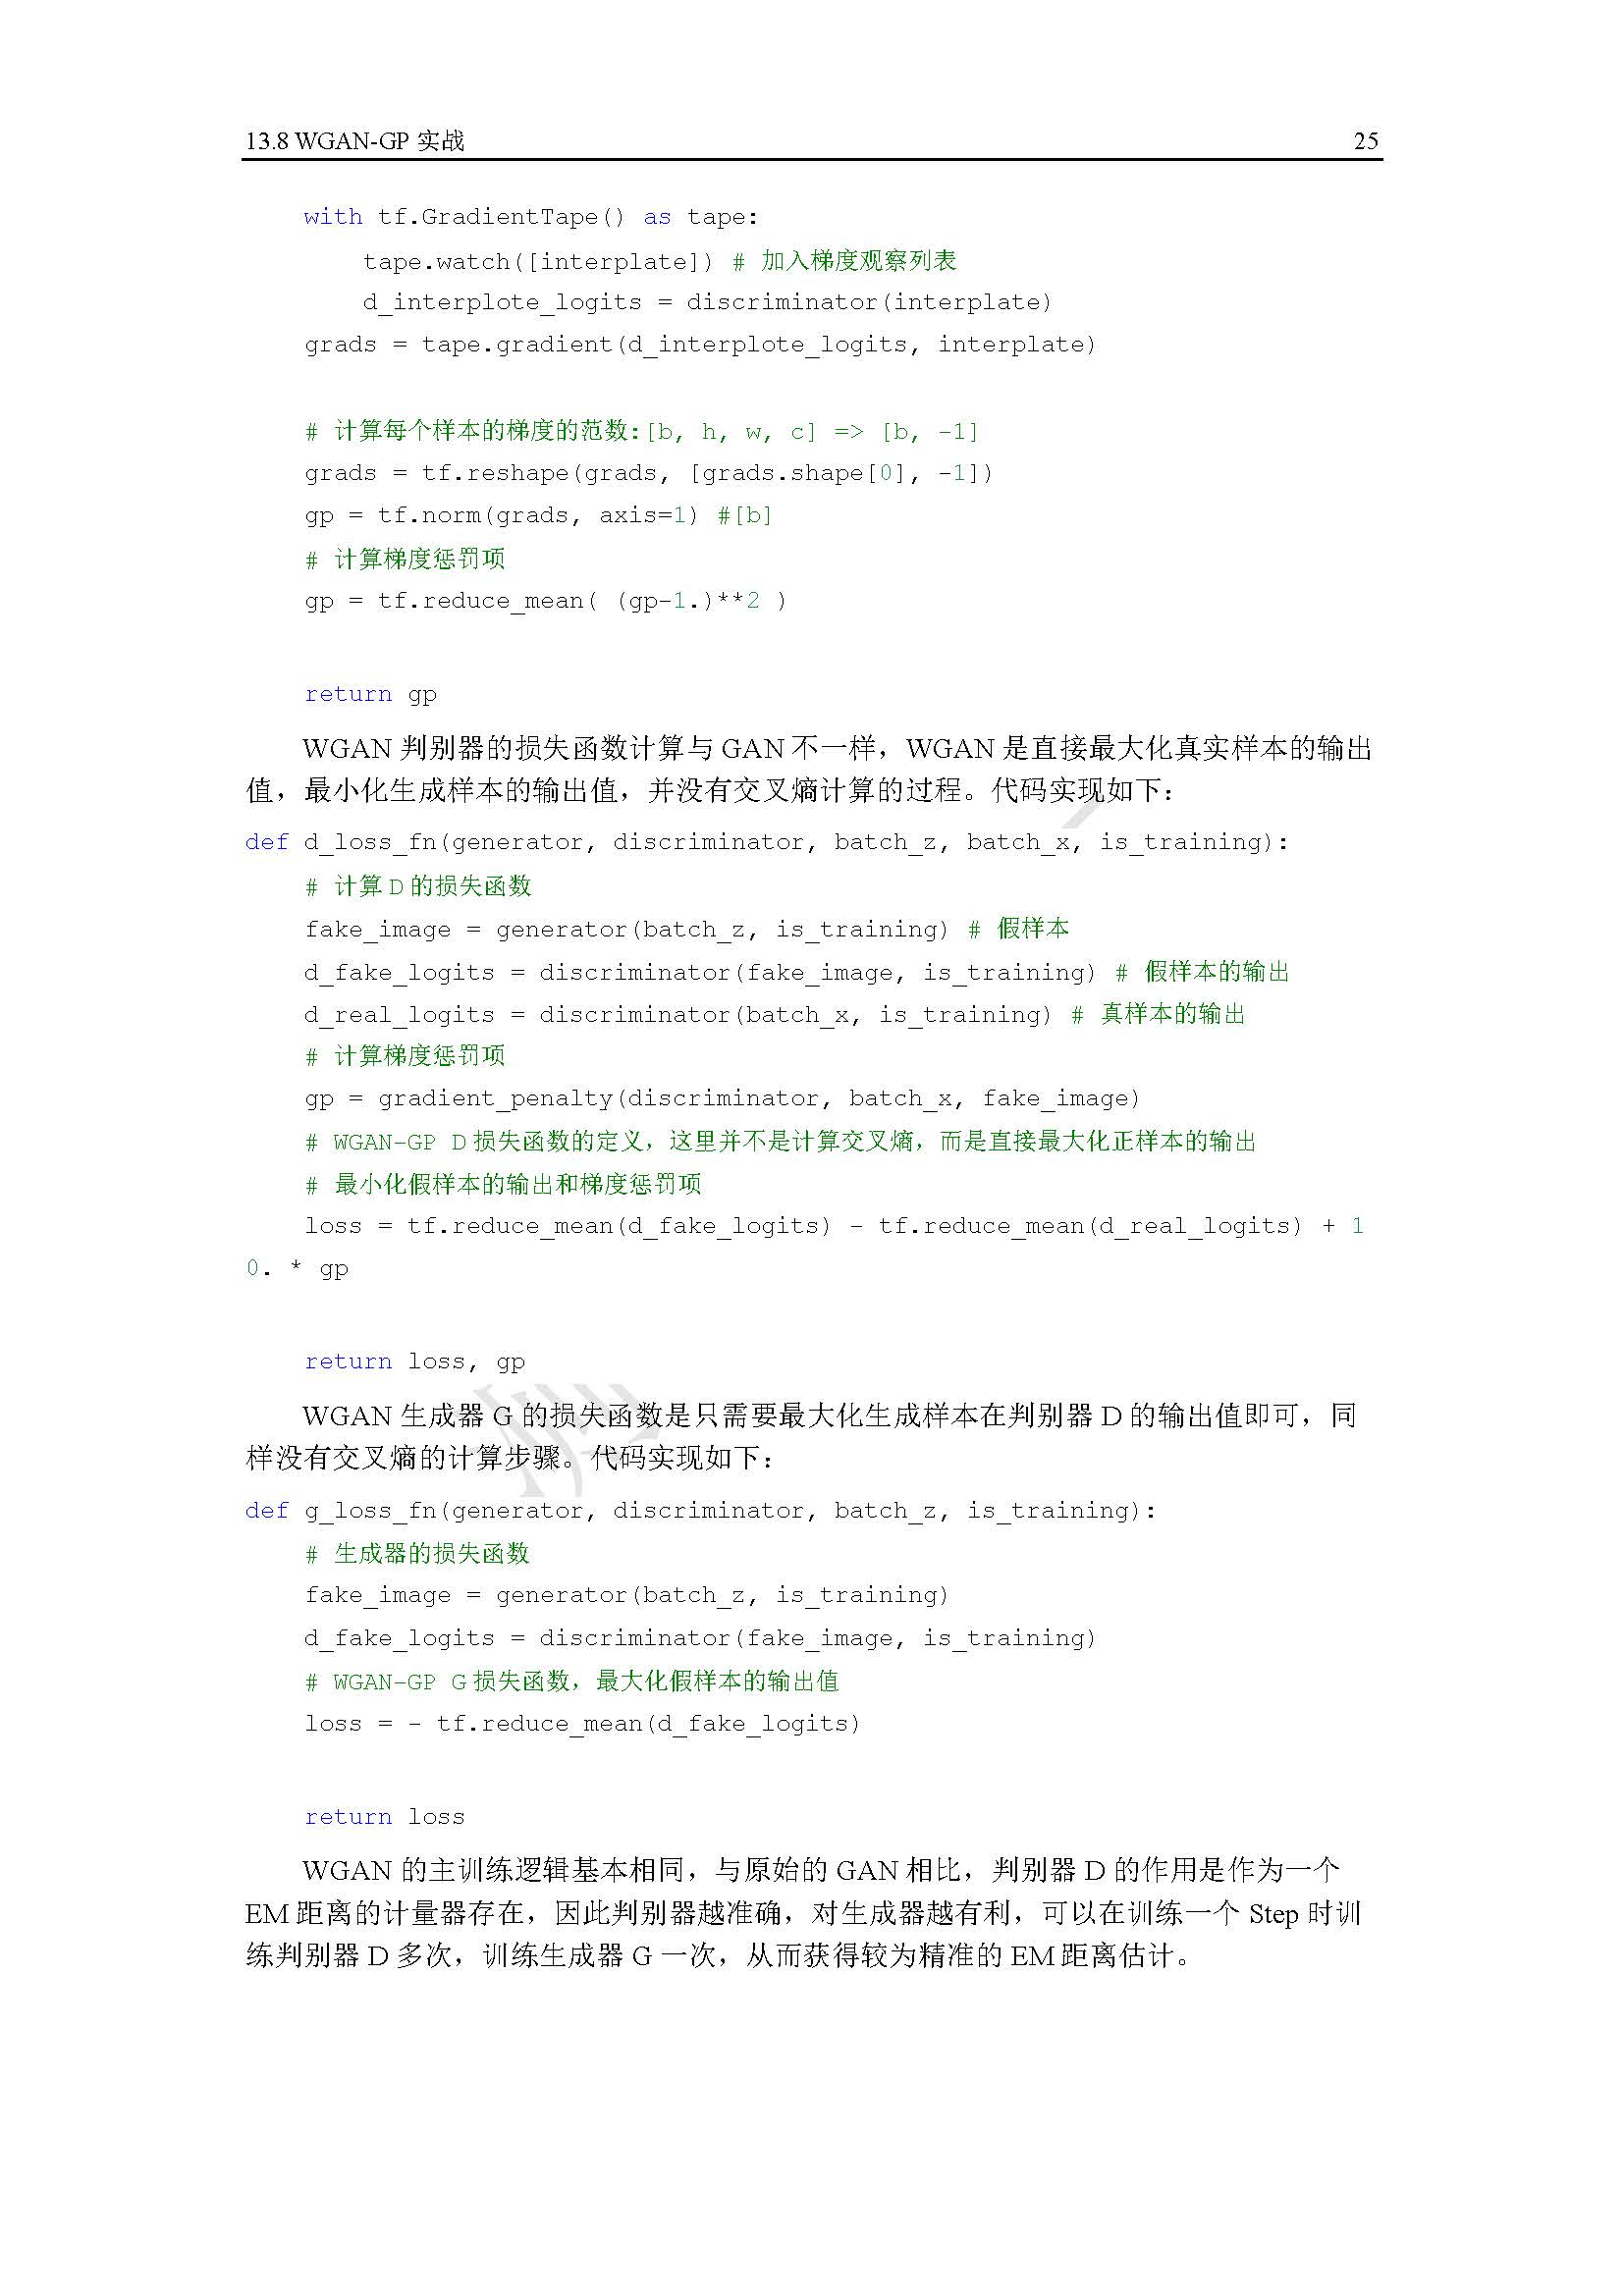 13.8 WGAN-GP 实战 25
with tf.GradientTape() as tape:
tape.watch([interplate]) # 加入梯度观察列表
d_interplote_logits = discriminator(interplate)
grads = tape.gradient(d_interplote_logits, interplate)
# 计算每个样本的梯度的范数:[b, h, w, c] => [b, -1]
grads = tf.reshape(grads, [grads.shape[0], -1])
gp = tf.norm(grads, axis=1) #[b]
# 计算梯度惩罚项
gp = tf.reduce_mean( (gp-1.)**2 )
return gp
WGAN 判别器的损失函数计算与 GAN 不一样，WGAN 是直接最大化真实样本的输出
值，最小化生成样本的输出值，并没有交叉熵计算的过程。代码实现如下：
def d_loss_fn(generator, discriminator, batch_z, batch_x, is_training):
# 计算 D 的损失函数
fake_image = generator(batch_z, is_training) # 假样本
d_fake_logits = discriminator(fake_image, is_training) # 假样本的输出
d_real_logits = discriminator(batch_x, is_training) # 真样本的输出
# 计算梯度惩罚项
gp = gradient_penalty(discriminator, batch_x, fake_image)
# WGAN-GP D 损失函数的定义，这里并不是计算交叉熵，而是直接最大化正样本的输出
# 最小化假样本的输出和梯度惩罚项
loss = tf.reduce_mean(d_fake_logits) - tf.reduce_mean(d_real_logits) + 1
0. * gp
return loss, gp
WGAN 生成器 G 的损失函数是只需要最大化生成样本在判别器 D 的输出值即可，同
样没有交叉熵的计算步骤。代码实现如下：
def g_loss_fn(generator, discriminator, batch_z, is_training):
# 生成器的损失函数
fake_image = generator(batch_z, is_training)
d_fake_logits = discriminator(fake_image, is_training)
# WGAN-GP G 损失函数，最大化假样本的输出值
loss = - tf.reduce_mean(d_fake_logits)
return loss
WGAN 的主训练逻辑基本相同，与原始的 GAN 相比，判别器 D 的作用是作为一个
EM 距离的计量器存在，因此判别器越准确，对生成器越有利，可以在训练一个 Step 时训
练判别器 D 多次，训练生成器 G 一次，从而获得较为精准的 EM 距离估计。